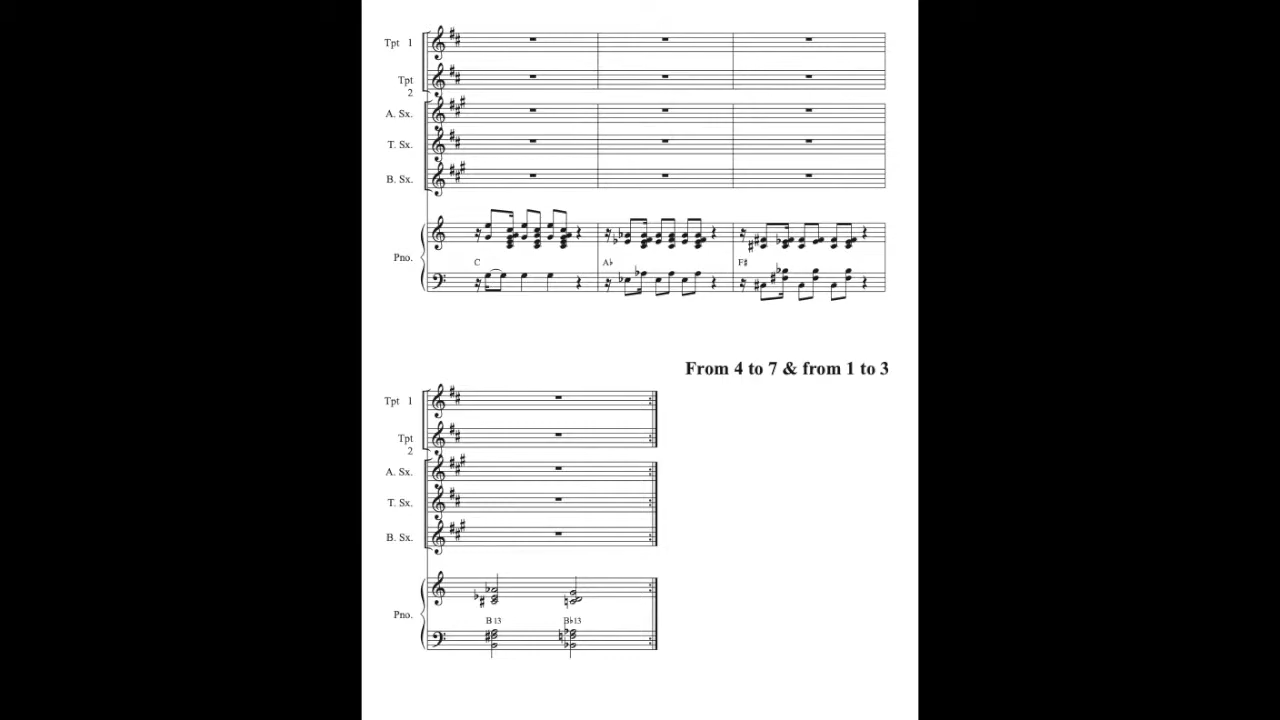 Tpt 1
Tpt
2
A. Sx.
T. Sx.
B. Sx.
Pno.
C A♭ F#
From 4 to 7 & from 1 to 3
Tpt 1
Tpt
2
A. Sx.
T. Sx.
B. Sx.
Pno.
B13 B♭13